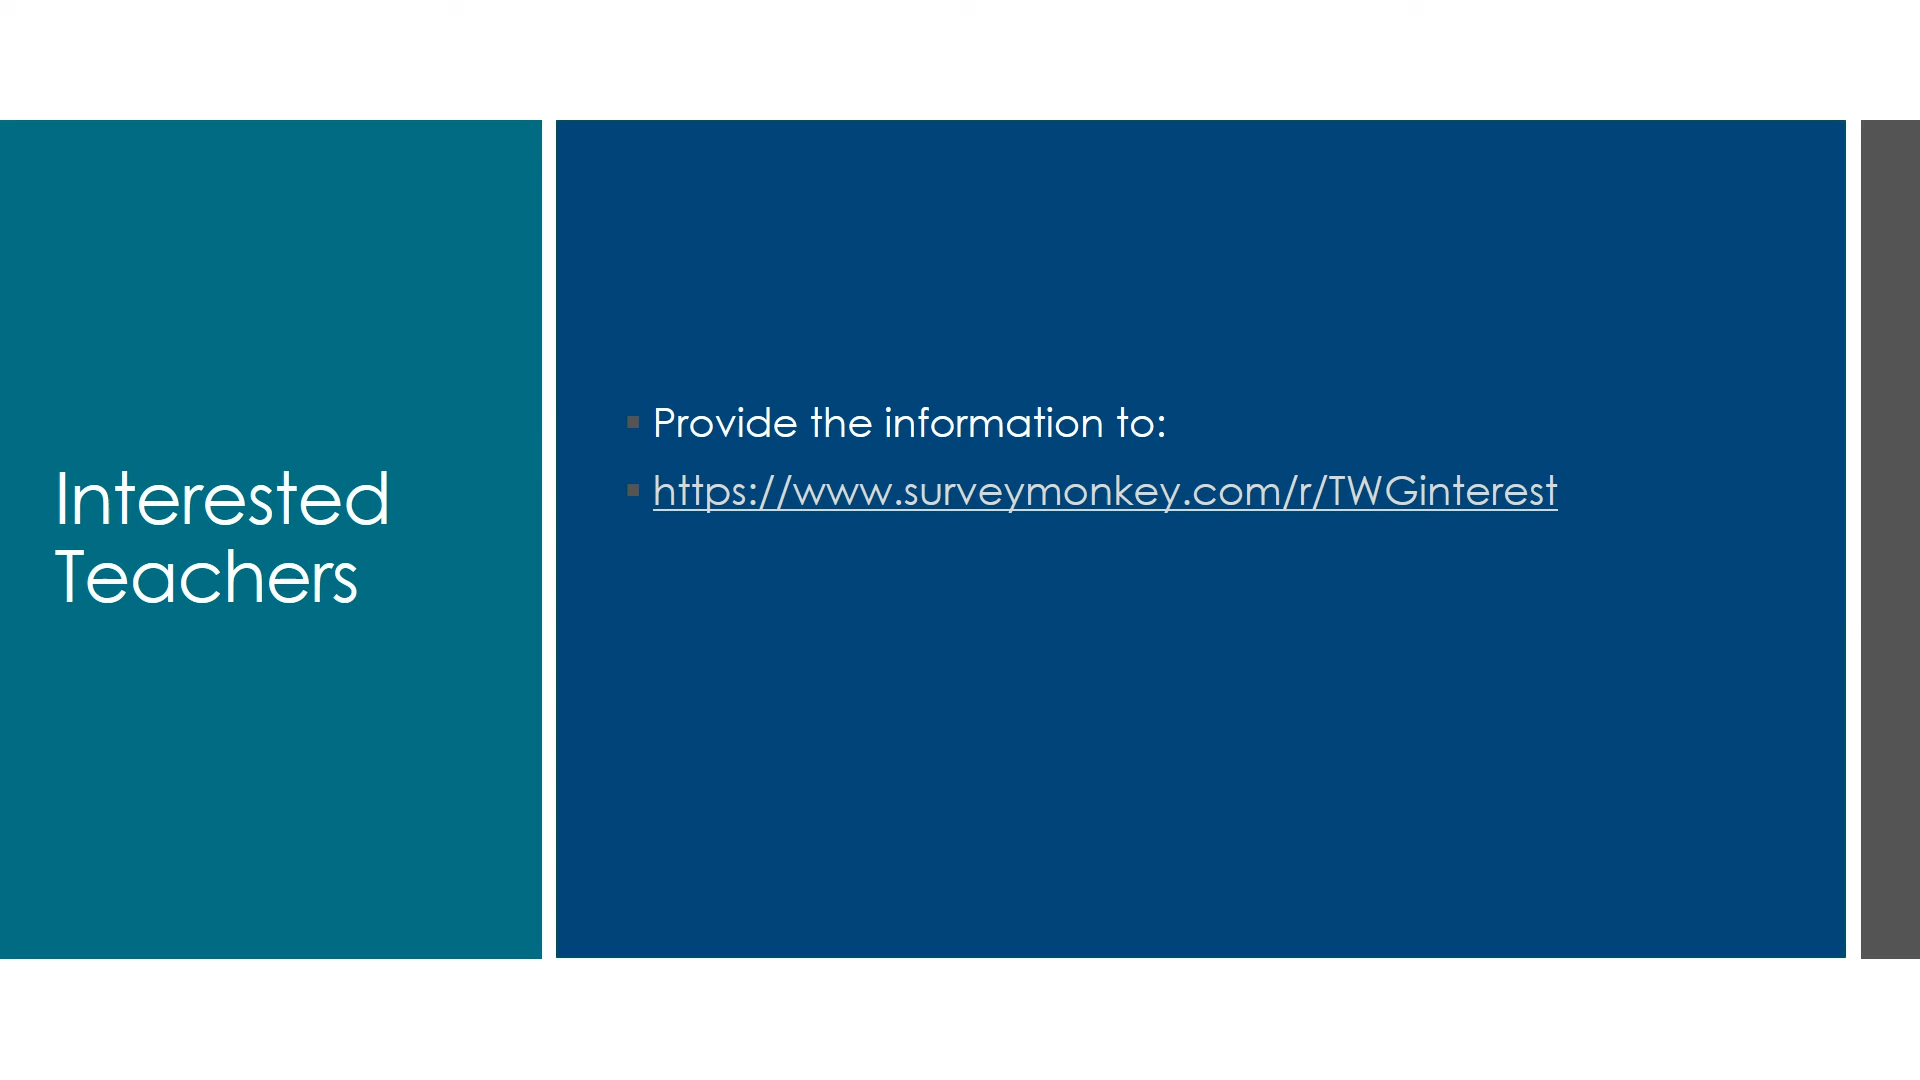 Interested
Teachers
Provide the information to:
https://www.surveymonkey.com/r/TWGinterest